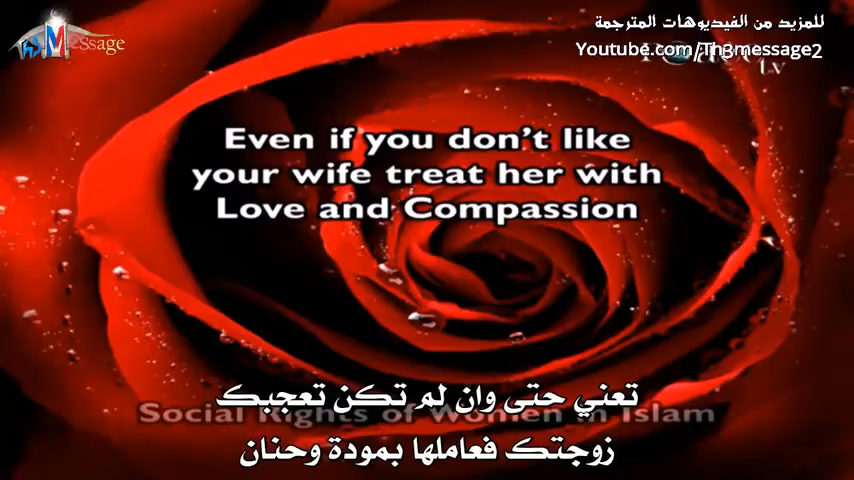 Message
للمزيد من الفيديوهات المترجمة
Youtube.com/Th3message2
tv
Even if you don't like
your wife treat her with
Love and Compassion
تعني حتى وان لم تكن تعجبك
Social Rights of Women in Islam
زوجتك فعاملها بمودة وحنان